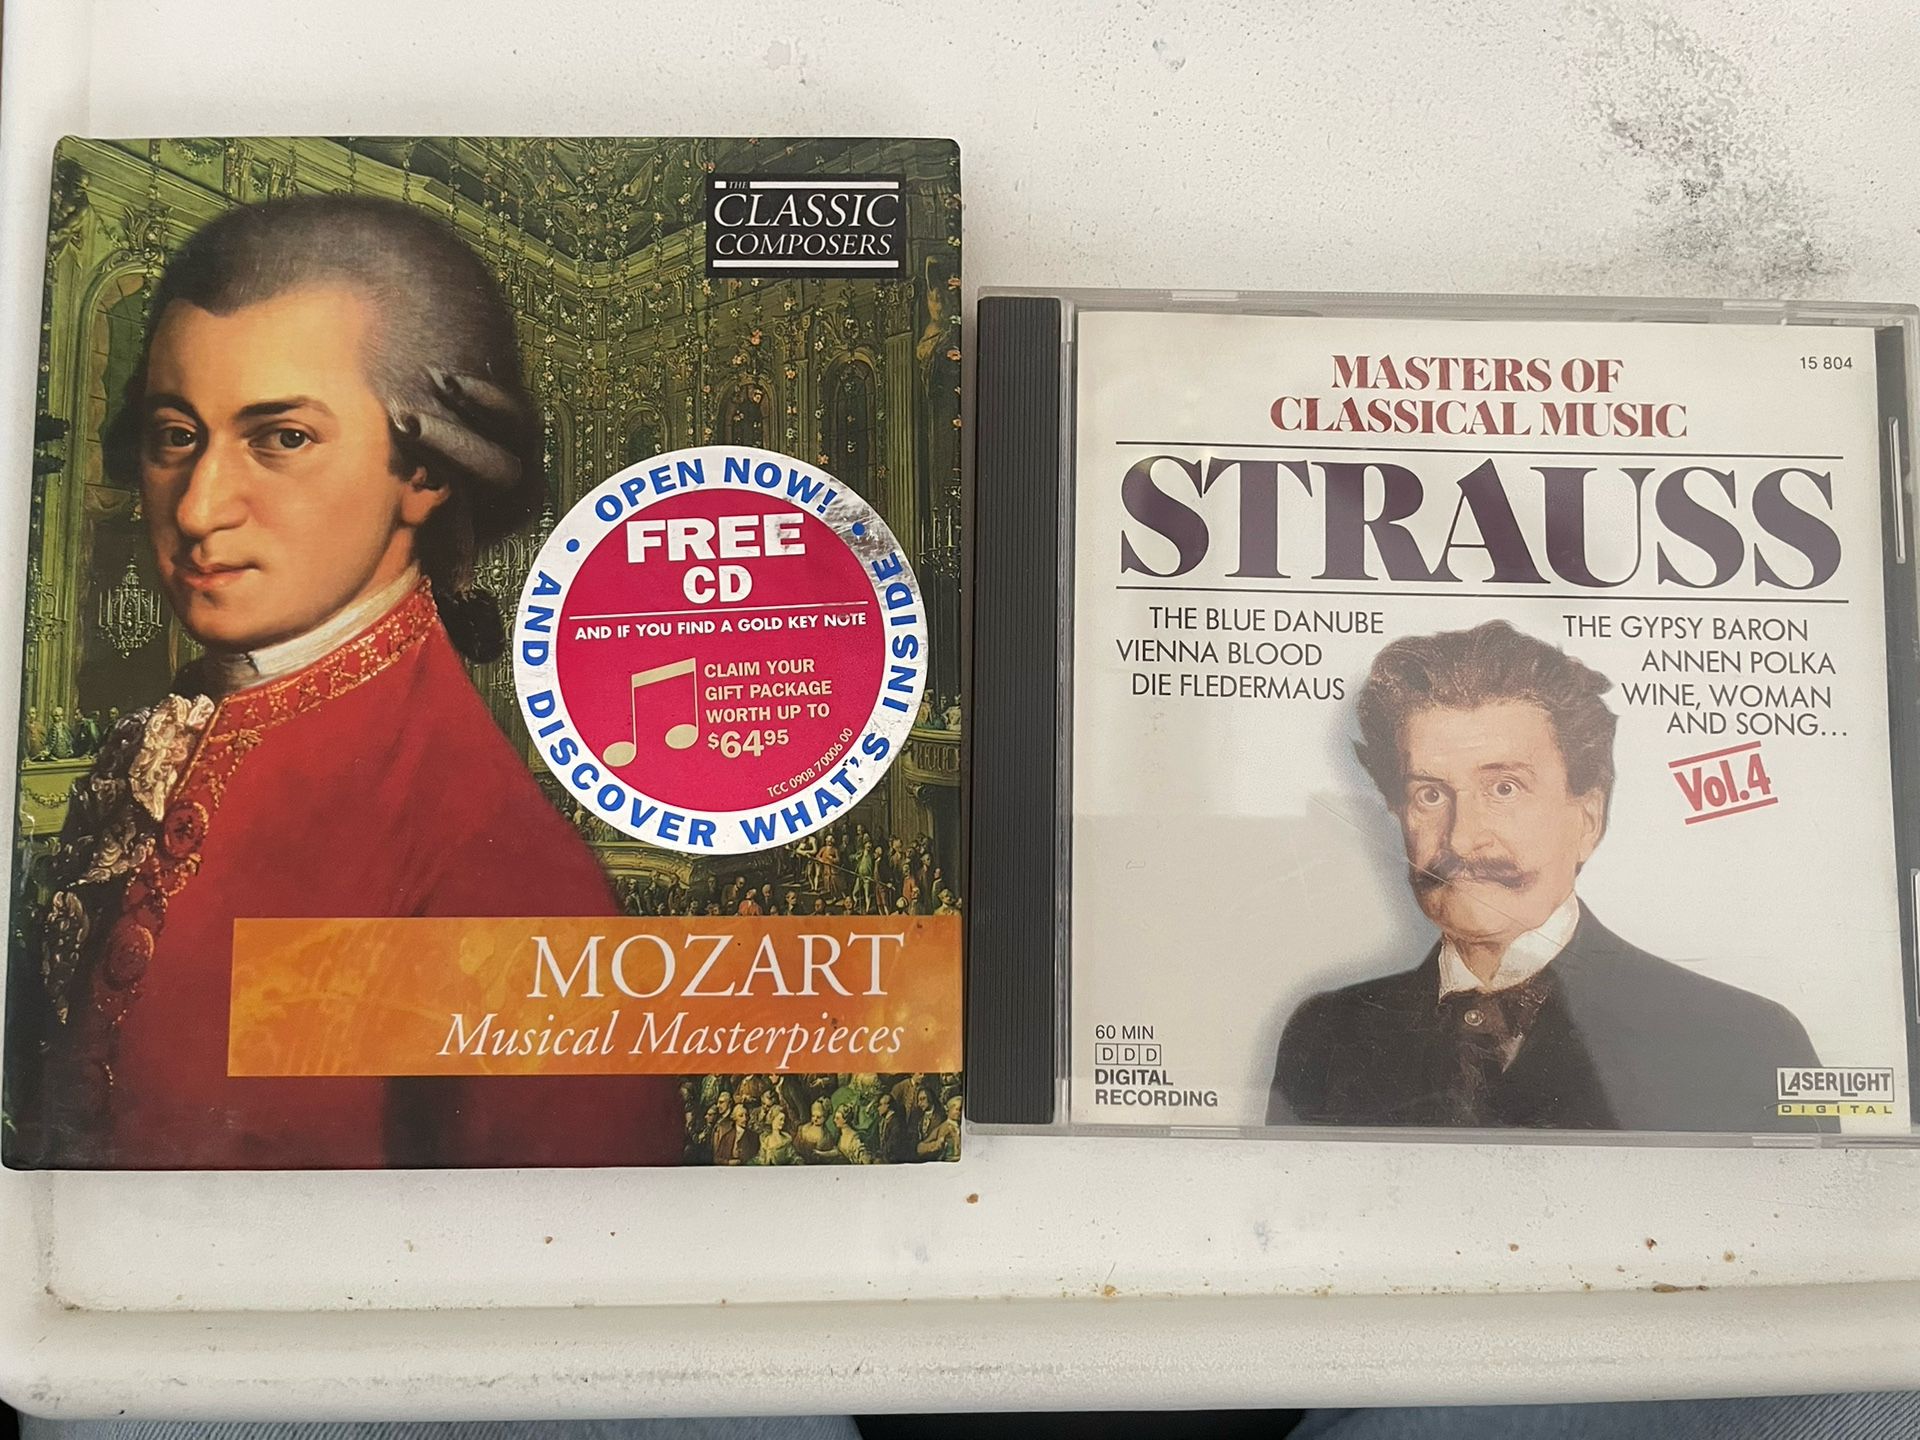 THE
CLASSIC
COMPOSERS
OPEN NOW!
AND DISCOVER WHAT'S INSIDE
FREE
CD
AND IF YOU FIND A GOLD KEY NOTE
CLAIM YOUR
GIFT PACKAGE
WORTH UP TO
$64.95
TCC 0908 70006 00
MOZART
Musical Masterpieces
15 804
MASTERS OF
CLASSICAL MUSIC
STRAUSS
THE BLUE DANUBE
VIENNA BLOOD
DIE FLEDERMAUS
THE GYPSY BARON
ANNEN POLKA
WINE, WOMAN
AND SONG...
Vol.4
60 MIN
DDD
DIGITAL
RECORDING
LASERLIGHT
DIGITAL